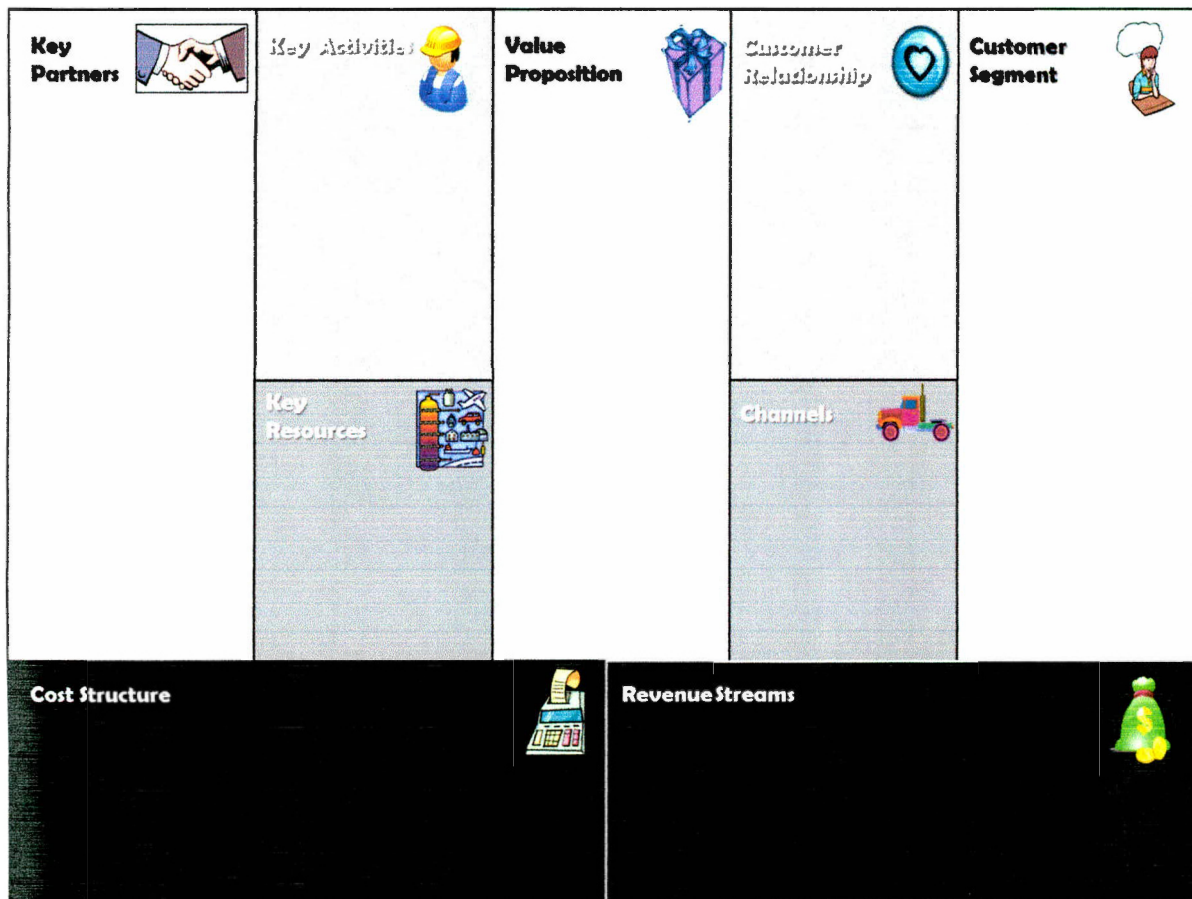 Key
Partners
Key Activities
Value
Proposition
Customer
Relationship
Customer
Segment
Key
Resources
Channels
Cost Structure
Revenue Streams
$